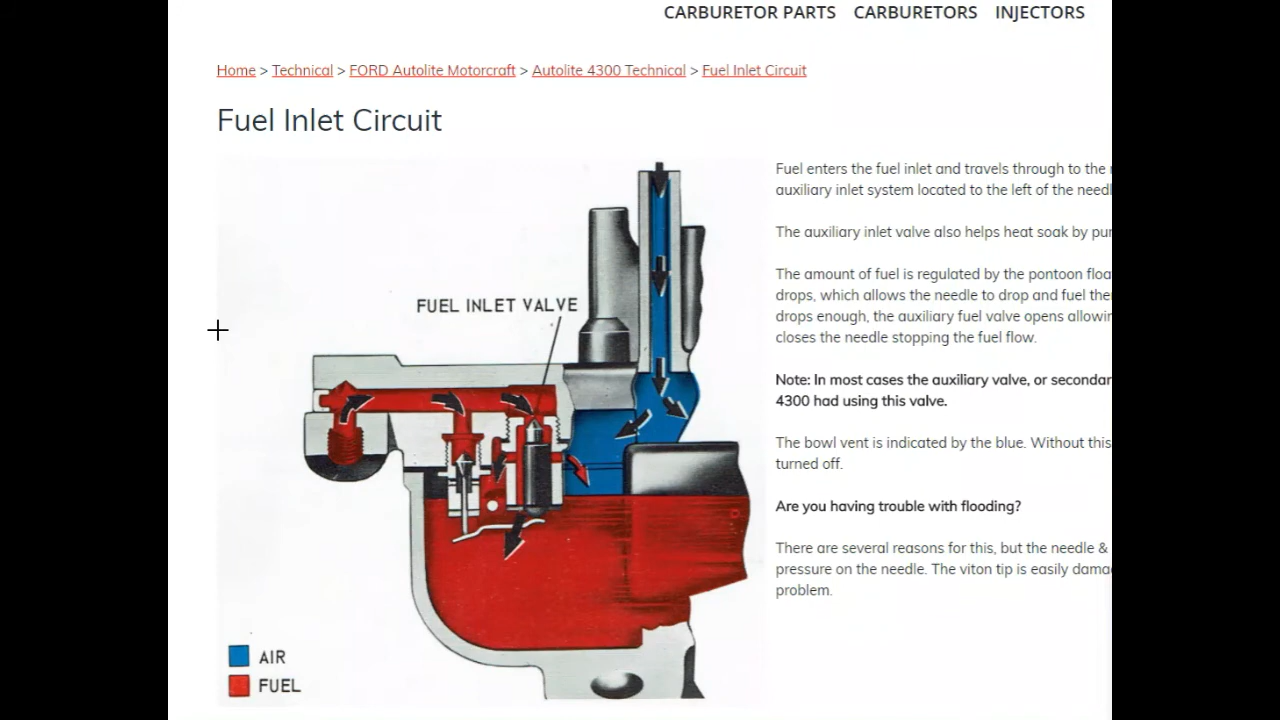 CARBURETOR PARTS CARBURETORS INJECTORS
Home > Technical > FORD Autolite Motorcraft > Autolite 4300 Technical > Fuel Inlet Circuit
Fuel Inlet Circuit
FUEL INLET VALVE
AIR
FUEL
Fuel enters the fuel inlet and travels through to the
auxiliary inlet system located to the left of the
The auxiliary inlet valve also helps heat soak by
The amount of fuel is regulated by the pontoon
drops, which allows the needle to drop and fuel
drops enough, the auxiliary fuel valve opens
closes the needle stopping the fuel flow.
Note: In most cases the auxiliary valve, or
4300 had using this valve.
The bowl vent is indicated by the blue. Without this
turned off.
Are you having trouble with flooding?
There are several reasons for this, but the needle &
pressure on the needle. The viton tip is easily
problem.